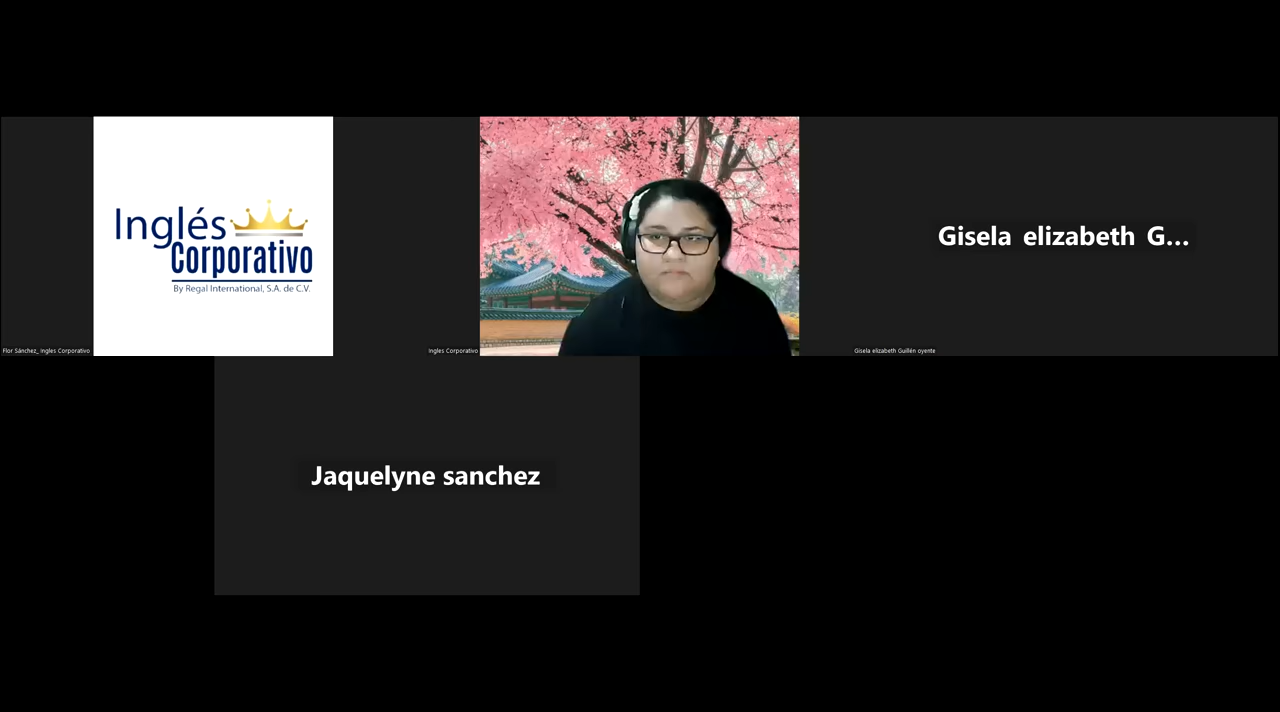 Inglés
Corporativo
By Regal International, S.A. de C.V.
Flor Sánchez_ Ingles Corporativo
Ingles Corporativo
Gisela elizabeth G...
Gisela elizabeth Guillén oyente
Jaquelyne sanchez